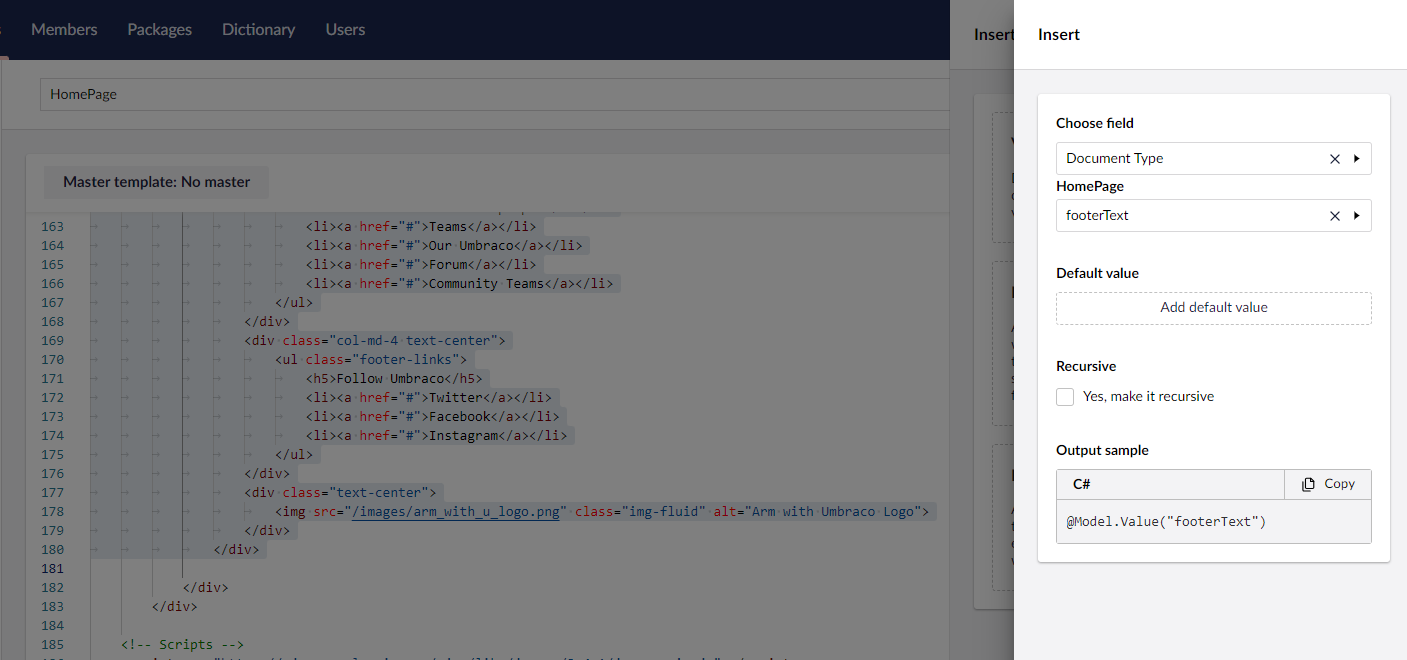 Members Packages Dictionary Users
HomePage
Master template: No master
163 <li><a href="#">Teams</a></li>
164 <li><a href="#">Our Umbraco</a></li>
165 <li><a href="#">Forum</a></li>
166 <li><a href="#">Community Teams</a></li>
167 </ul>
168 </div>
169 <div class="col-md-4 text-center">
170 <ul class="footer-links">
171 <h5>Follow Umbraco</h5>
172 <li><a href="#">Twitter</a></li>
173 <li><a href="#">Facebook</a></li>
174 <li><a href="#">Instagram</a></li>
175 </ul>
176 </div>
177 <div class="text-center">
178 <img src="/images/arm_with_u_logo.png" class="img-fluid" alt="Arm with Umbraco Logo">
179 </div>
180 </div>
181
182 </div>
183 </div>
184
185 <!-- Scripts -->
Insert
Insert
Choose field
Document Type
HomePage
footerText
Default value
Add default value
Recursive
Yes, make it recursive
Output sample
C# Copy
@Model.Value("footerText")